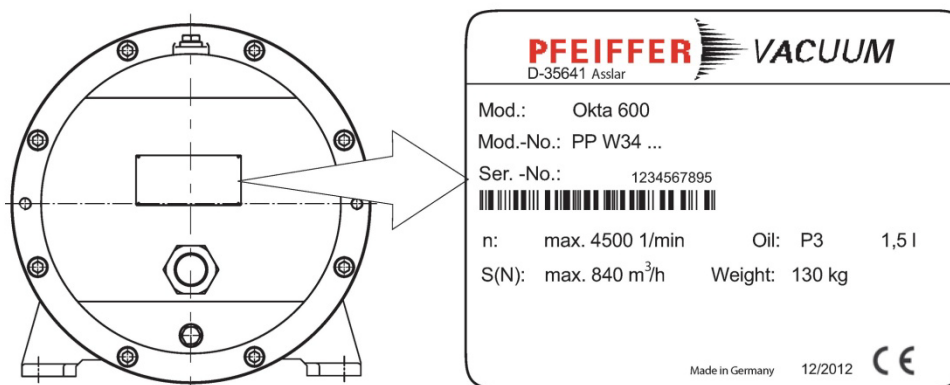 PFEIFFER VACUUM
D-35641 Asslar
Mod.: Okta 600
Mod.-No.: PP W34 ...
Ser. -No.: 1234567895
n: max. 4500 1/min Oil: P3 1,5 l
S(N): max. 840 m³/h Weight: 130 kg
Made in Germany 12/2012 CE